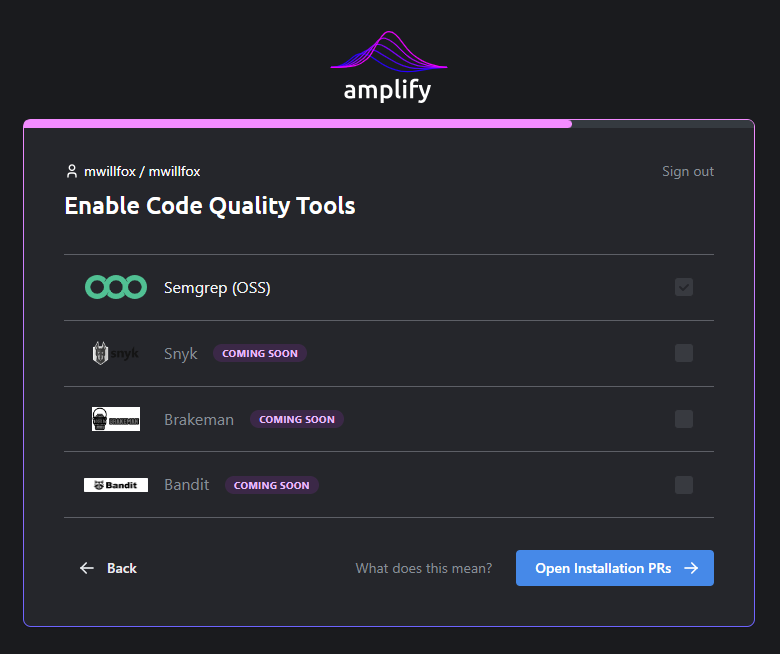 amplify
mwillfox / mwillfox
Sign out
Enable Code Quality Tools
Semgrep (OSS)
snyk
Snyk
COMING SOON
Brakeman
COMING SOON
Bandit
Bandit
COMING SOON
Back
What does this mean?
Open Installation PRs